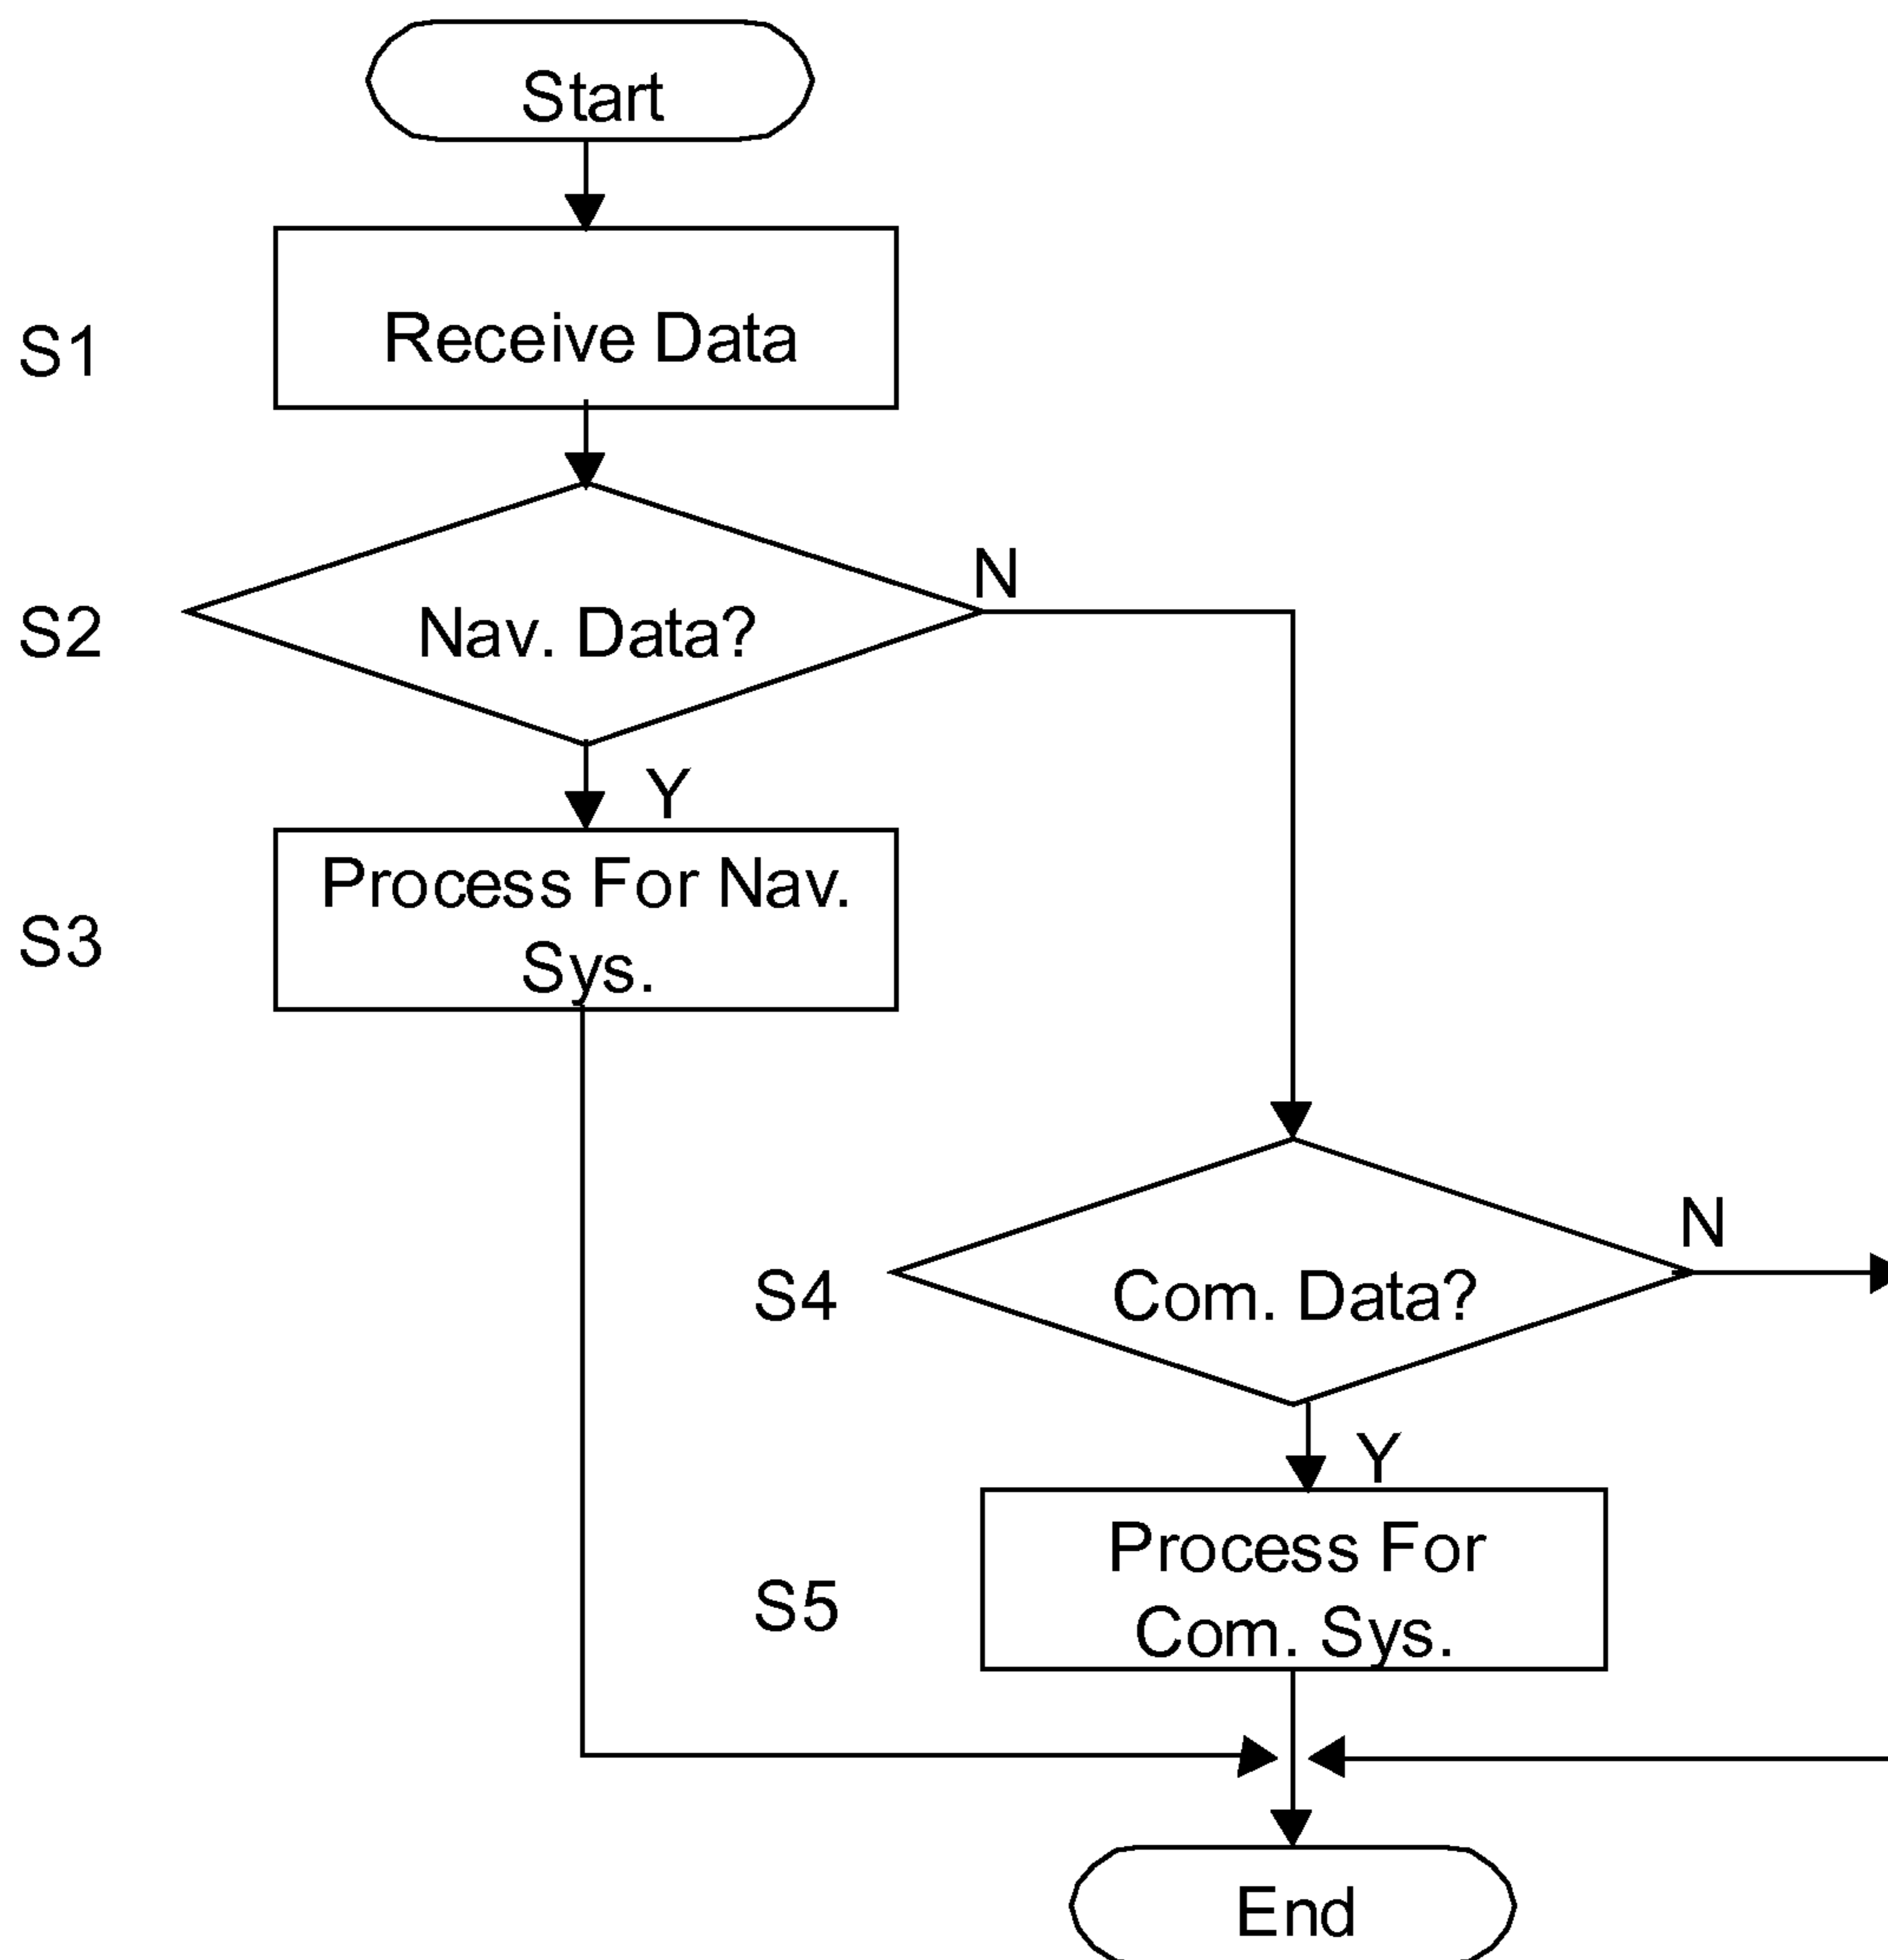 Start
S1
Receive Data
S2
Nav. Data?
N
Y
S3
Process For Nav.
Sys.
S4
Com. Data?
N
Y
S5
Process For
Com. Sys.
End